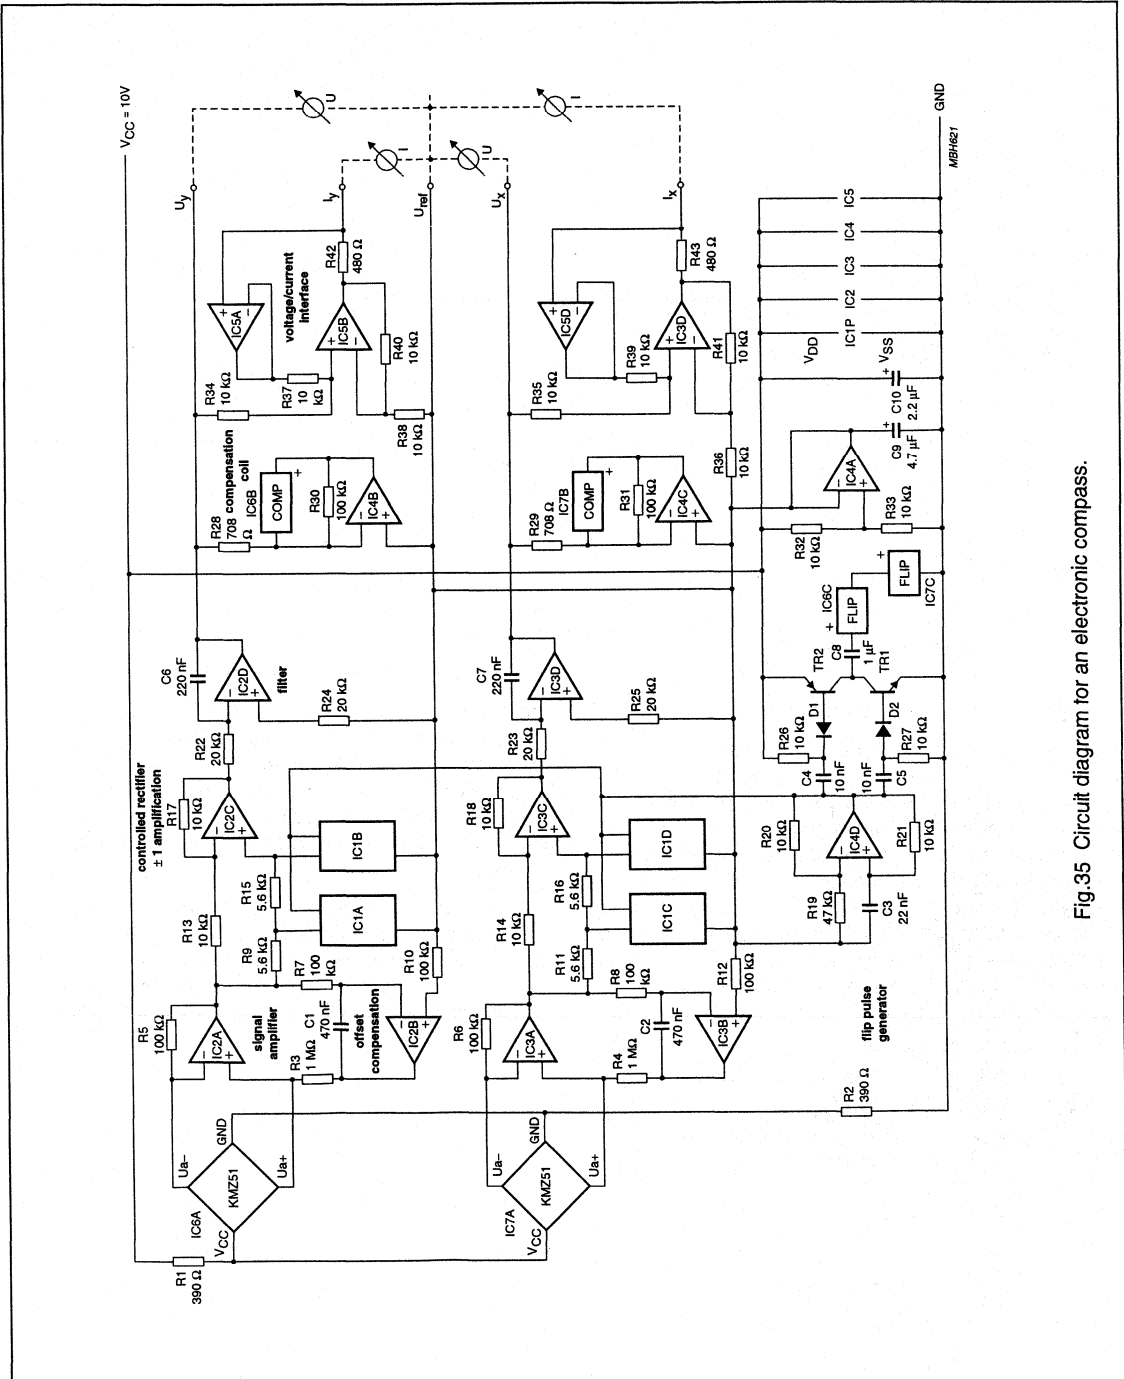 V_CC = 10V
R1
390 Ω
IC6A
V_CC
KMZ51
GND
Ua−
Ua+
R5
100 kΩ
−
+
IC2A
signal
amplifier
R3
1 MΩ
C1
470 nF
offset
compensation
IC2B
−
+
R7
100
kΩ
R9
5.6 kΩ
R10
100 kΩ
R13
10 kΩ
R15
5.6 kΩ
IC1A
IC1B
controlled rectifier
± 1 amplification
R17
10 kΩ
−
+
IC2C
R22
20 kΩ
C6
220 nF
−
+
IC2D
filter
R24
20 kΩ
R28
708
Ω
compensation
coil
IC6B
COMP
+
R30
100 kΩ
−
+
IC4B
R34
10 kΩ
R37
10
kΩ
R38
10 kΩ
R40
10 kΩ
+
−
IC5A
+
−
IC5B
voltage/current
interface
R42
480 Ω
Uy
Iy
Uref
U
I
U
I
IC7A
V_CC
KMZ51
GND
Ua−
Ua+
R6
100 kΩ
−
+
IC3A
R4
1 MΩ
C2
470 nF
IC3B
−
+
R8
100
kΩ
R11
5.6 kΩ
R12
100 kΩ
R14
10 kΩ
R16
5.6 kΩ
IC1C
IC1D
R18
10 kΩ
−
+
IC3C
R23
20 kΩ
C7
220 nF
−
+
IC3D
R25
20 kΩ
R29
708 Ω
IC7B
COMP
+
R31
100 kΩ
−
+
IC4C
R35
10 kΩ
R36
10 kΩ
R39
10 kΩ
R41
10 kΩ
+
−
IC5D
+
−
IC3D
R43
480 Ω
Ux
Ix
R2
390 Ω
flip pulse
generator
R19
47 kΩ
C3
22 nF
R20
10 kΩ
R21
10 kΩ
−
+
IC4D
C4
10 nF
C5
10 nF
R26
10 kΩ
R27
10 kΩ
D1
D2
TR2
TR1
C8
1 µF
+
IC6C
FLIP
+
FLIP
IC7C
R32
10 kΩ
R33
10 kΩ
−
+
IC4A
C9
4.7 µF
+
C10
2.2 µF
+
V_DD
V_SS
IC1P
IC2
IC3
IC4
IC5
GND
MBH621
Fig.35 Circuit diagram for an electronic compass.